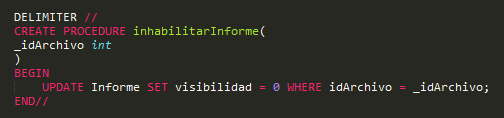 DELIMITER //
CREATE PROCEDURE inhabilitarInforme(
_idArchivo int
)
BEGIN
    UPDATE Informe SET visibilidad = 0 WHERE idArchivo = _idArchivo;
END//